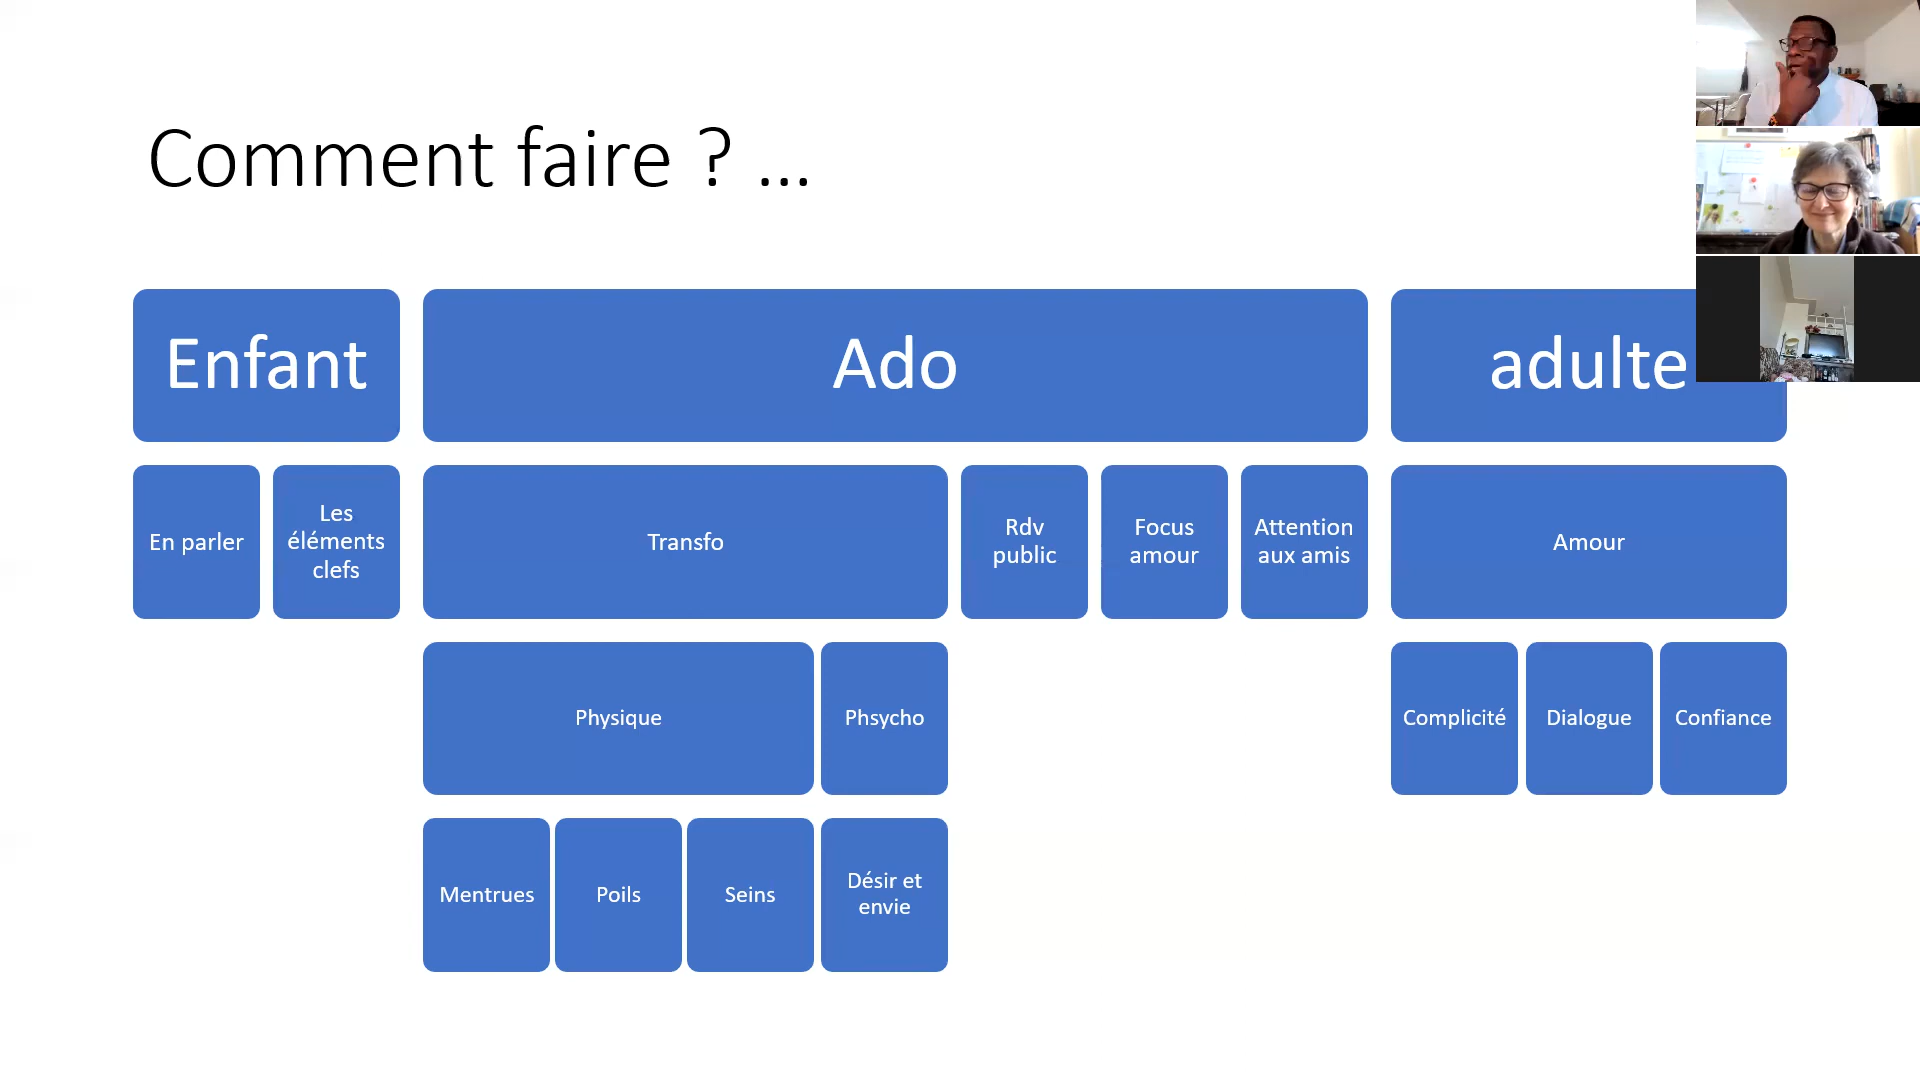 Comment faire ? ...
Enfant
Ado
adulte
En parler
Les
éléments
clefs
Transfo
Rdv
public
Focus
amour
Attention
aux amis
Amour
Physique
Phsycho
Complicité
Dialogue
Confiance
Mentrues
Poils
Seins
Désir et
envie